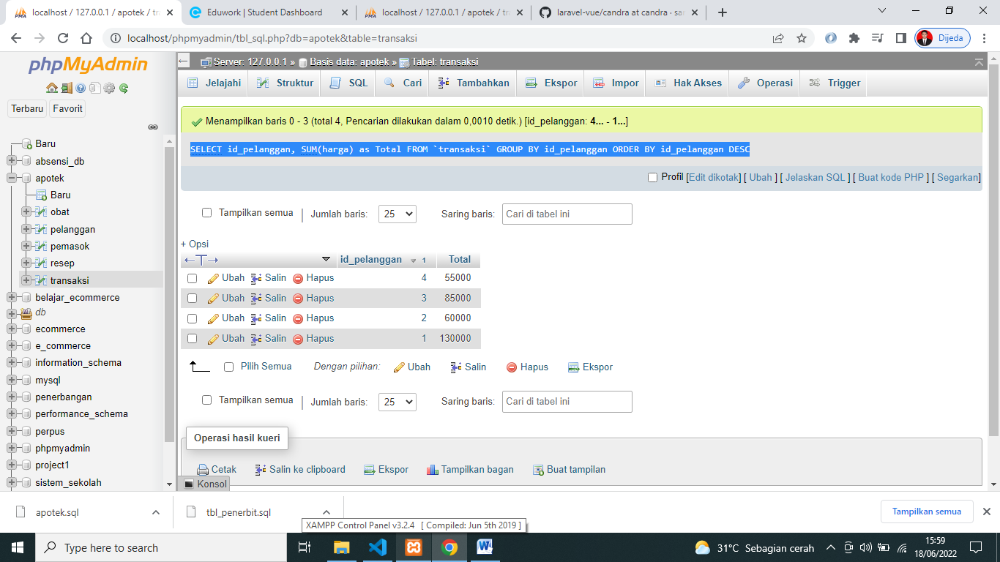 localhost / 127.0.0.1 / apotek / tr
Eduwork | Student Dashboard
localhost / 127.0.0.1 / apotek / tr
laravel-vue/candra at candra · sa
localhost/phpmyadmin/tbl_sql.php?db=apotek&table=transaksi
Dijeda
phpMyAdmin
Terbaru Favorit
Baru
absensi_db
apotek
Baru
obat
pelanggan
pemasok
resep
transaksi
belajar_ecommerce
db
ecommerce
e_commerce
information_schema
mysql
penerbangan
performance_schema
perpus
phpmyadmin
project1
sistem_sekolah
Server: 127.0.0.1 » Basis data: apotek » Tabel: transaksi
Jelajahi Struktur SQL Cari Tambahkan Ekspor Impor Hak Akses Operasi Trigger
Menampilkan baris 0 - 3 (total 4, Pencarian dilakukan dalam 0,0010 detik.) [id_pelanggan: 4... - 1...]
SELECT id_pelanggan, SUM(harga) as Total FROM `transaksi` GROUP BY id_pelanggan ORDER BY id_pelanggan DESC
Profil [Edit dikotak] [ Ubah ] [ Jelaskan SQL ] [ Buat kode PHP ] [ Segarkan]
Tampilkan semua | Jumlah baris: 25 Saring baris: Cari di tabel ini
+ Opsi
←T→ id_pelanggan 1 Total
Ubah Salin Hapus 4 55000
Ubah Salin Hapus 3 85000
Ubah Salin Hapus 2 60000
Ubah Salin Hapus 1 130000
Pilih Semua Dengan pilihan: Ubah Salin Hapus Ekspor
Tampilkan semua | Jumlah baris: 25 Saring baris: Cari di tabel ini
Operasi hasil kueri
Cetak Salin ke clipboard Ekspor Tampilkan bagan Buat tampilan
Konsol
apotek.sql
tbl_penerbit.sql
Tampilkan semua
XAMPP Control Panel v3.2.4 [ Compiled: Jun 5th 2019 ]
Type here to search
31°C Sebagian cerah
15:59
18/06/2022